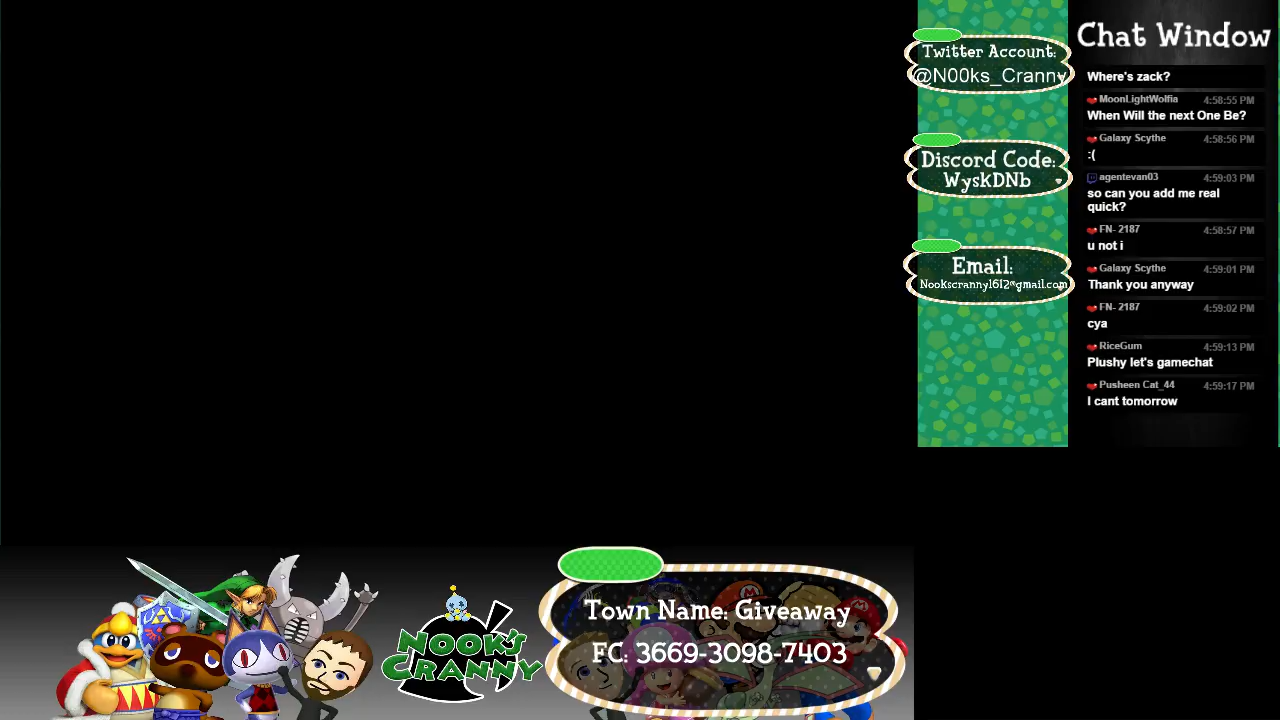 Twitter Account:
@N00ks_Cranny
Discord Code:
WyskDNb
Email:
Nookscranny1612@gmail.com
Chat Window
Where's zack?
MoonLightWolfia 4:58:55 PM
When Will the next One Be?
Galaxy Scythe 4:58:56 PM
:(
agentevan03 4:59:03 PM
so can you add me real
quick?
FN- 2187 4:58:57 PM
u not i
Galaxy Scythe 4:59:01 PM
Thank you anyway
FN- 2187 4:59:02 PM
cya
RiceGum 4:59:13 PM
Plushy let's gamechat
Pusheen Cat_44 4:59:17 PM
I cant tomorrow
NOOK'S
CRANNY
Town Name: Giveaway
FC: 3669-3098-7403